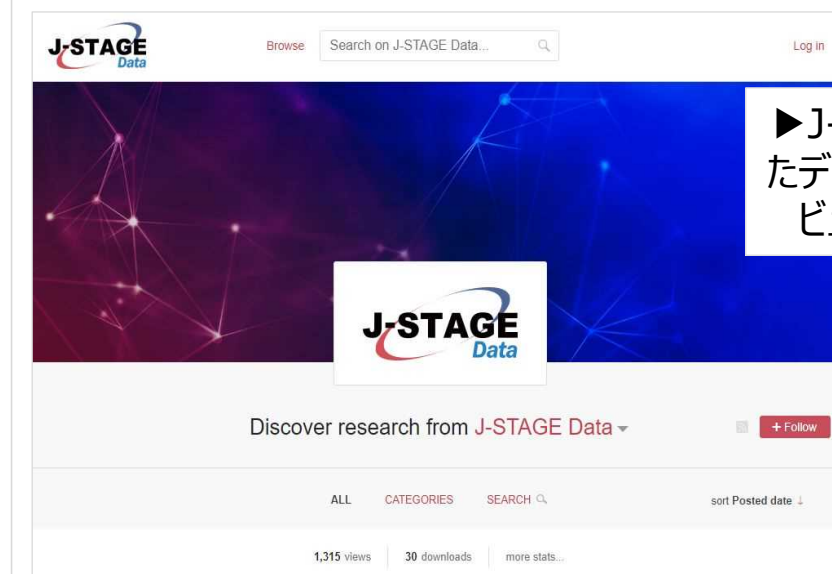 J-STAGE
Data
Browse
Search on J-STAGE Data...
Log in
▶J-
たデ
ビ
J-STAGE
Data
Discover research from J-STAGE Data
+ Follow
ALL CATEGORIES SEARCH
sort Posted date ↓
1,315 views 30 downloads more stats...